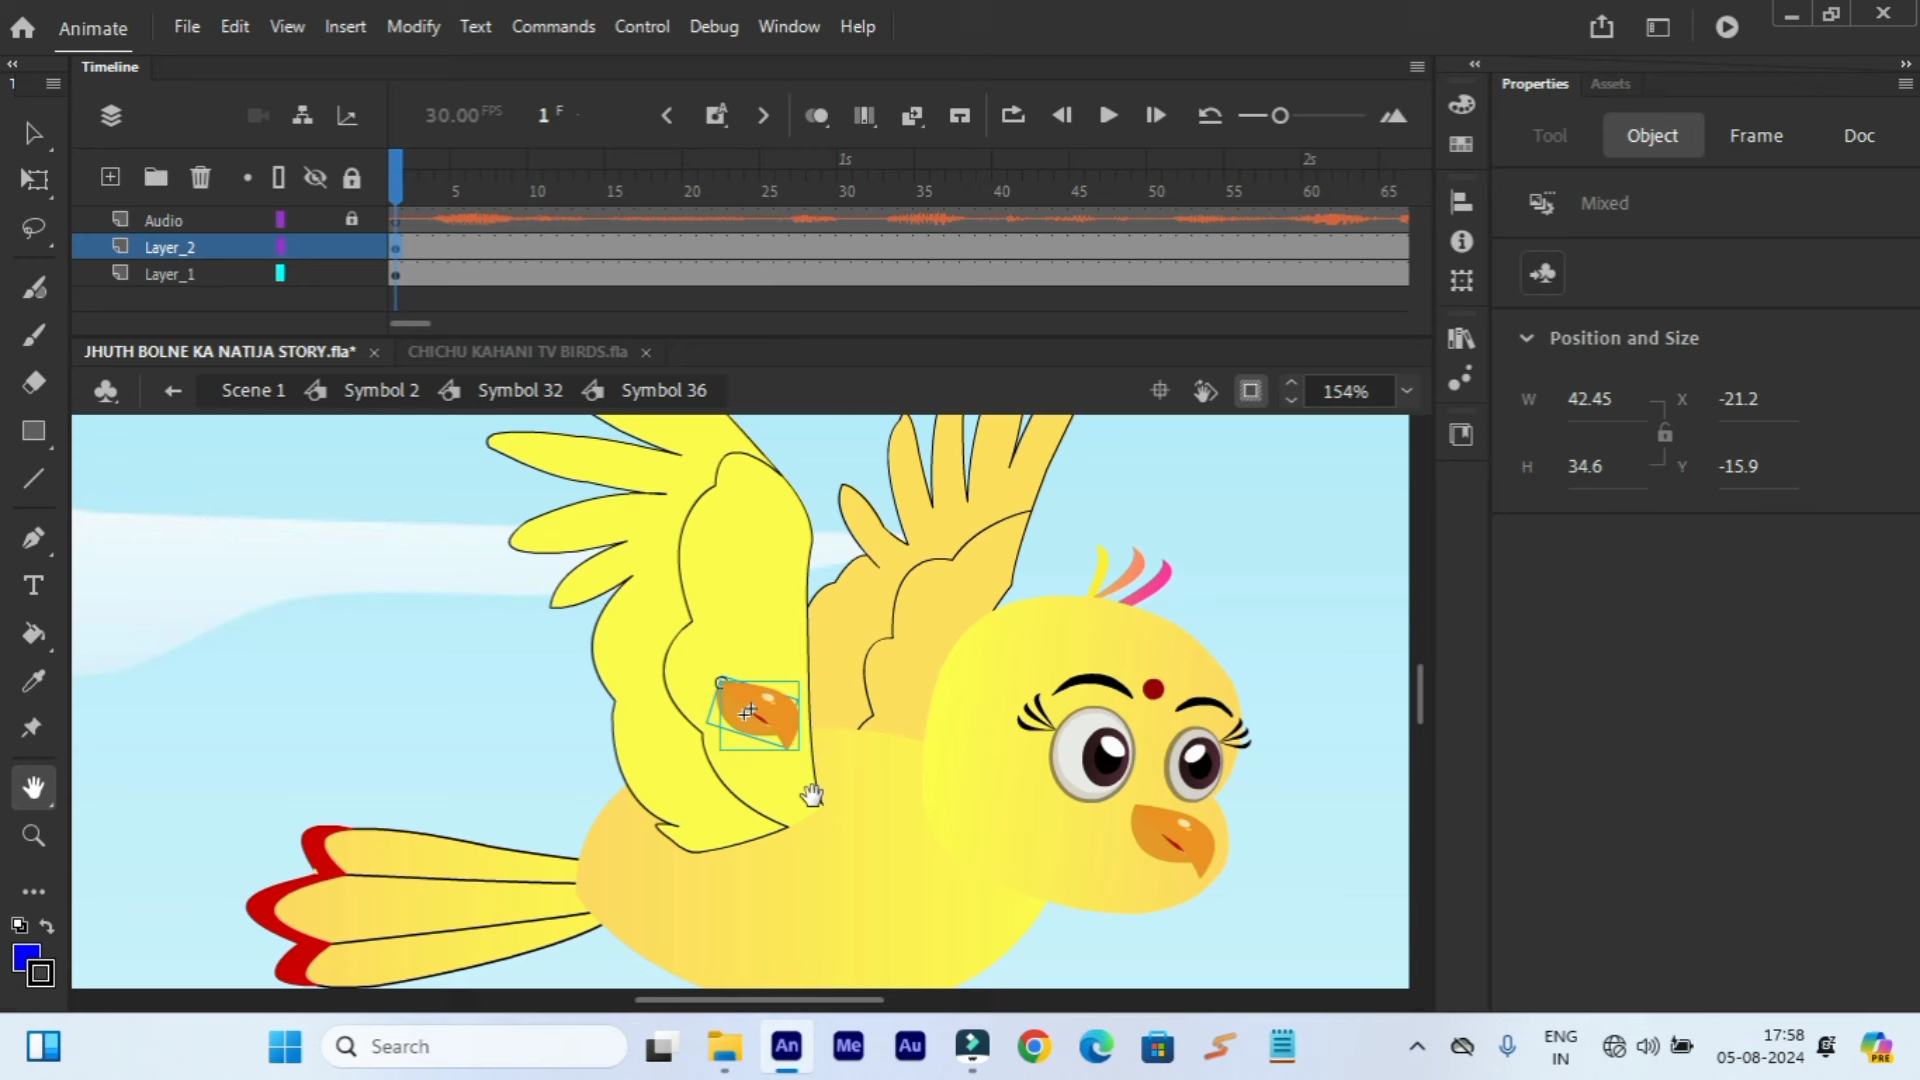 Animate File Edit View Insert Modify Text Commands Control Debug Window Help
Timeline
Properties Assets
30.00 FPS 1 F
Tool Object Frame Doc
1s 2s
5 10 15 20 25 30 35 40 45 50 55 60 65
Audio
Layer_2
Layer_1
Mixed
Position and Size
W 42.45 X -21.2
H 34.6 Y -15.9
JHUTH BOLNE KA NATIJA STORY.fla* CHICHU KAHANI TV BIRDS.fla
Scene 1 Symbol 2 Symbol 32 Symbol 36 154%
Search
An Me Au
ENG
IN
17:58
05-08-2024
PRE